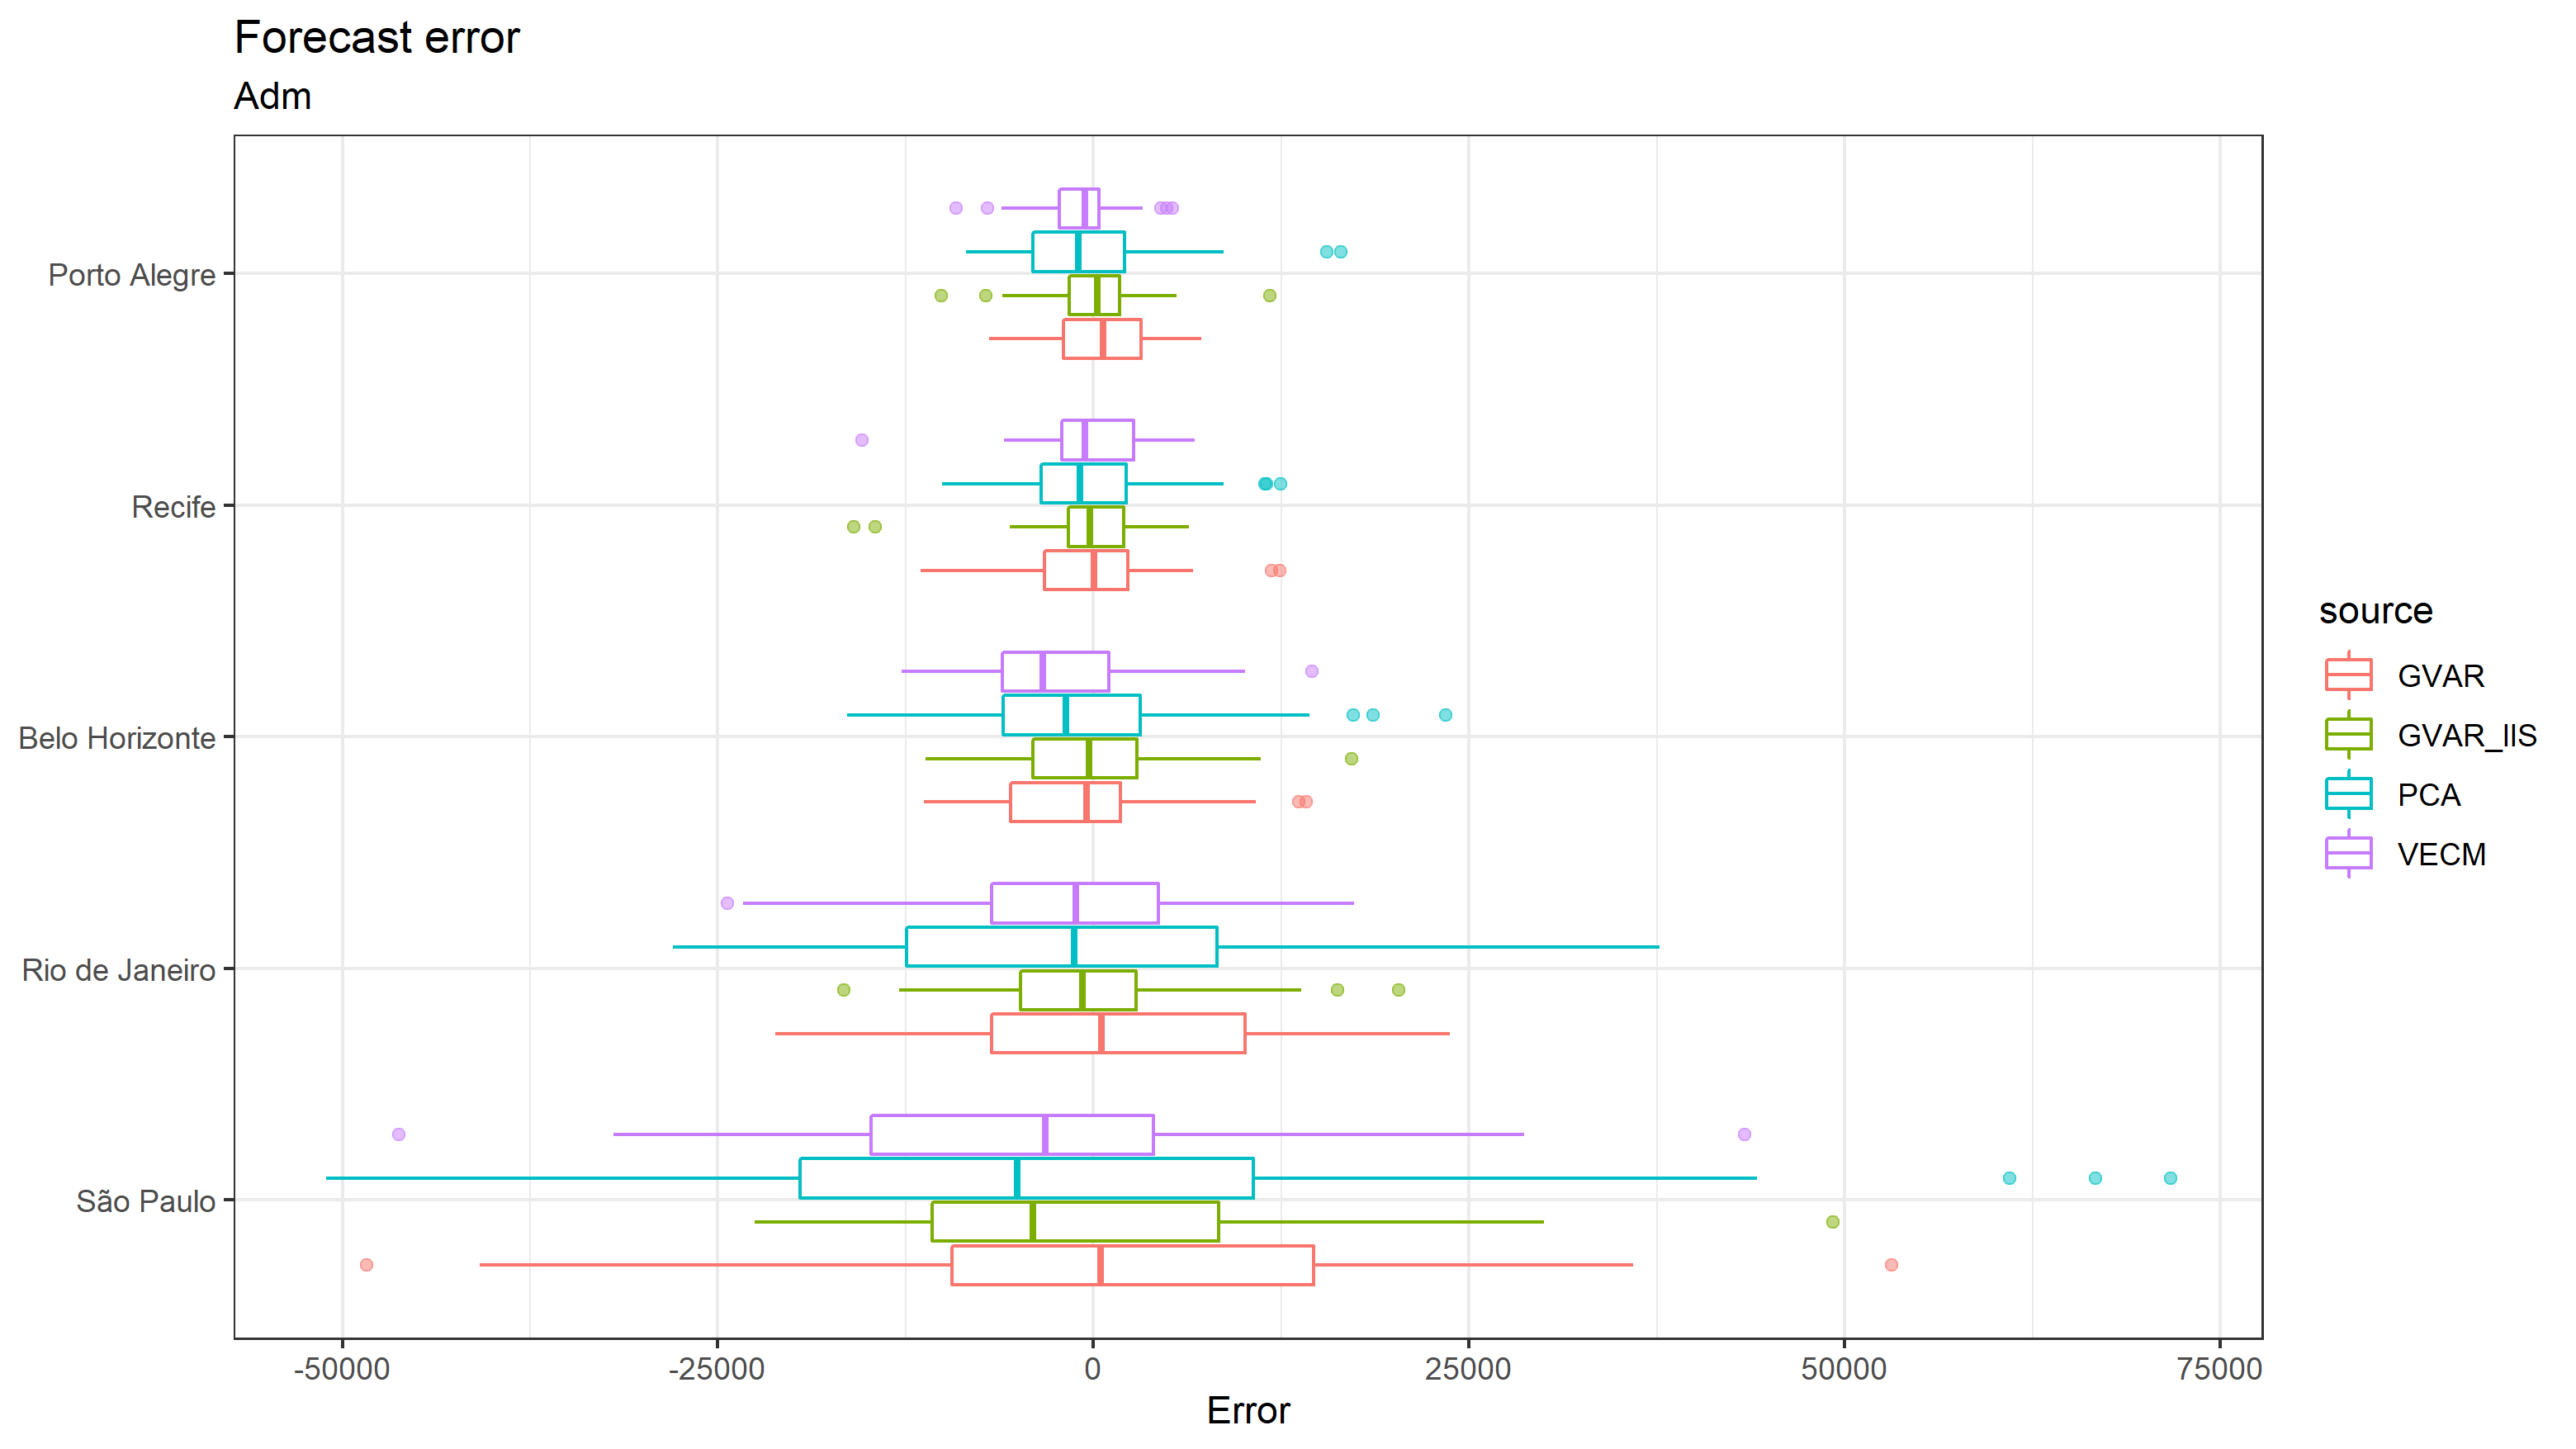 Forecast error
Adm
Porto Alegre
Recife
Belo Horizonte
Rio de Janeiro
São Paulo
-50000
-25000
0
25000
50000
75000
Error
source
GVAR
GVAR_IIS
PCA
VECM